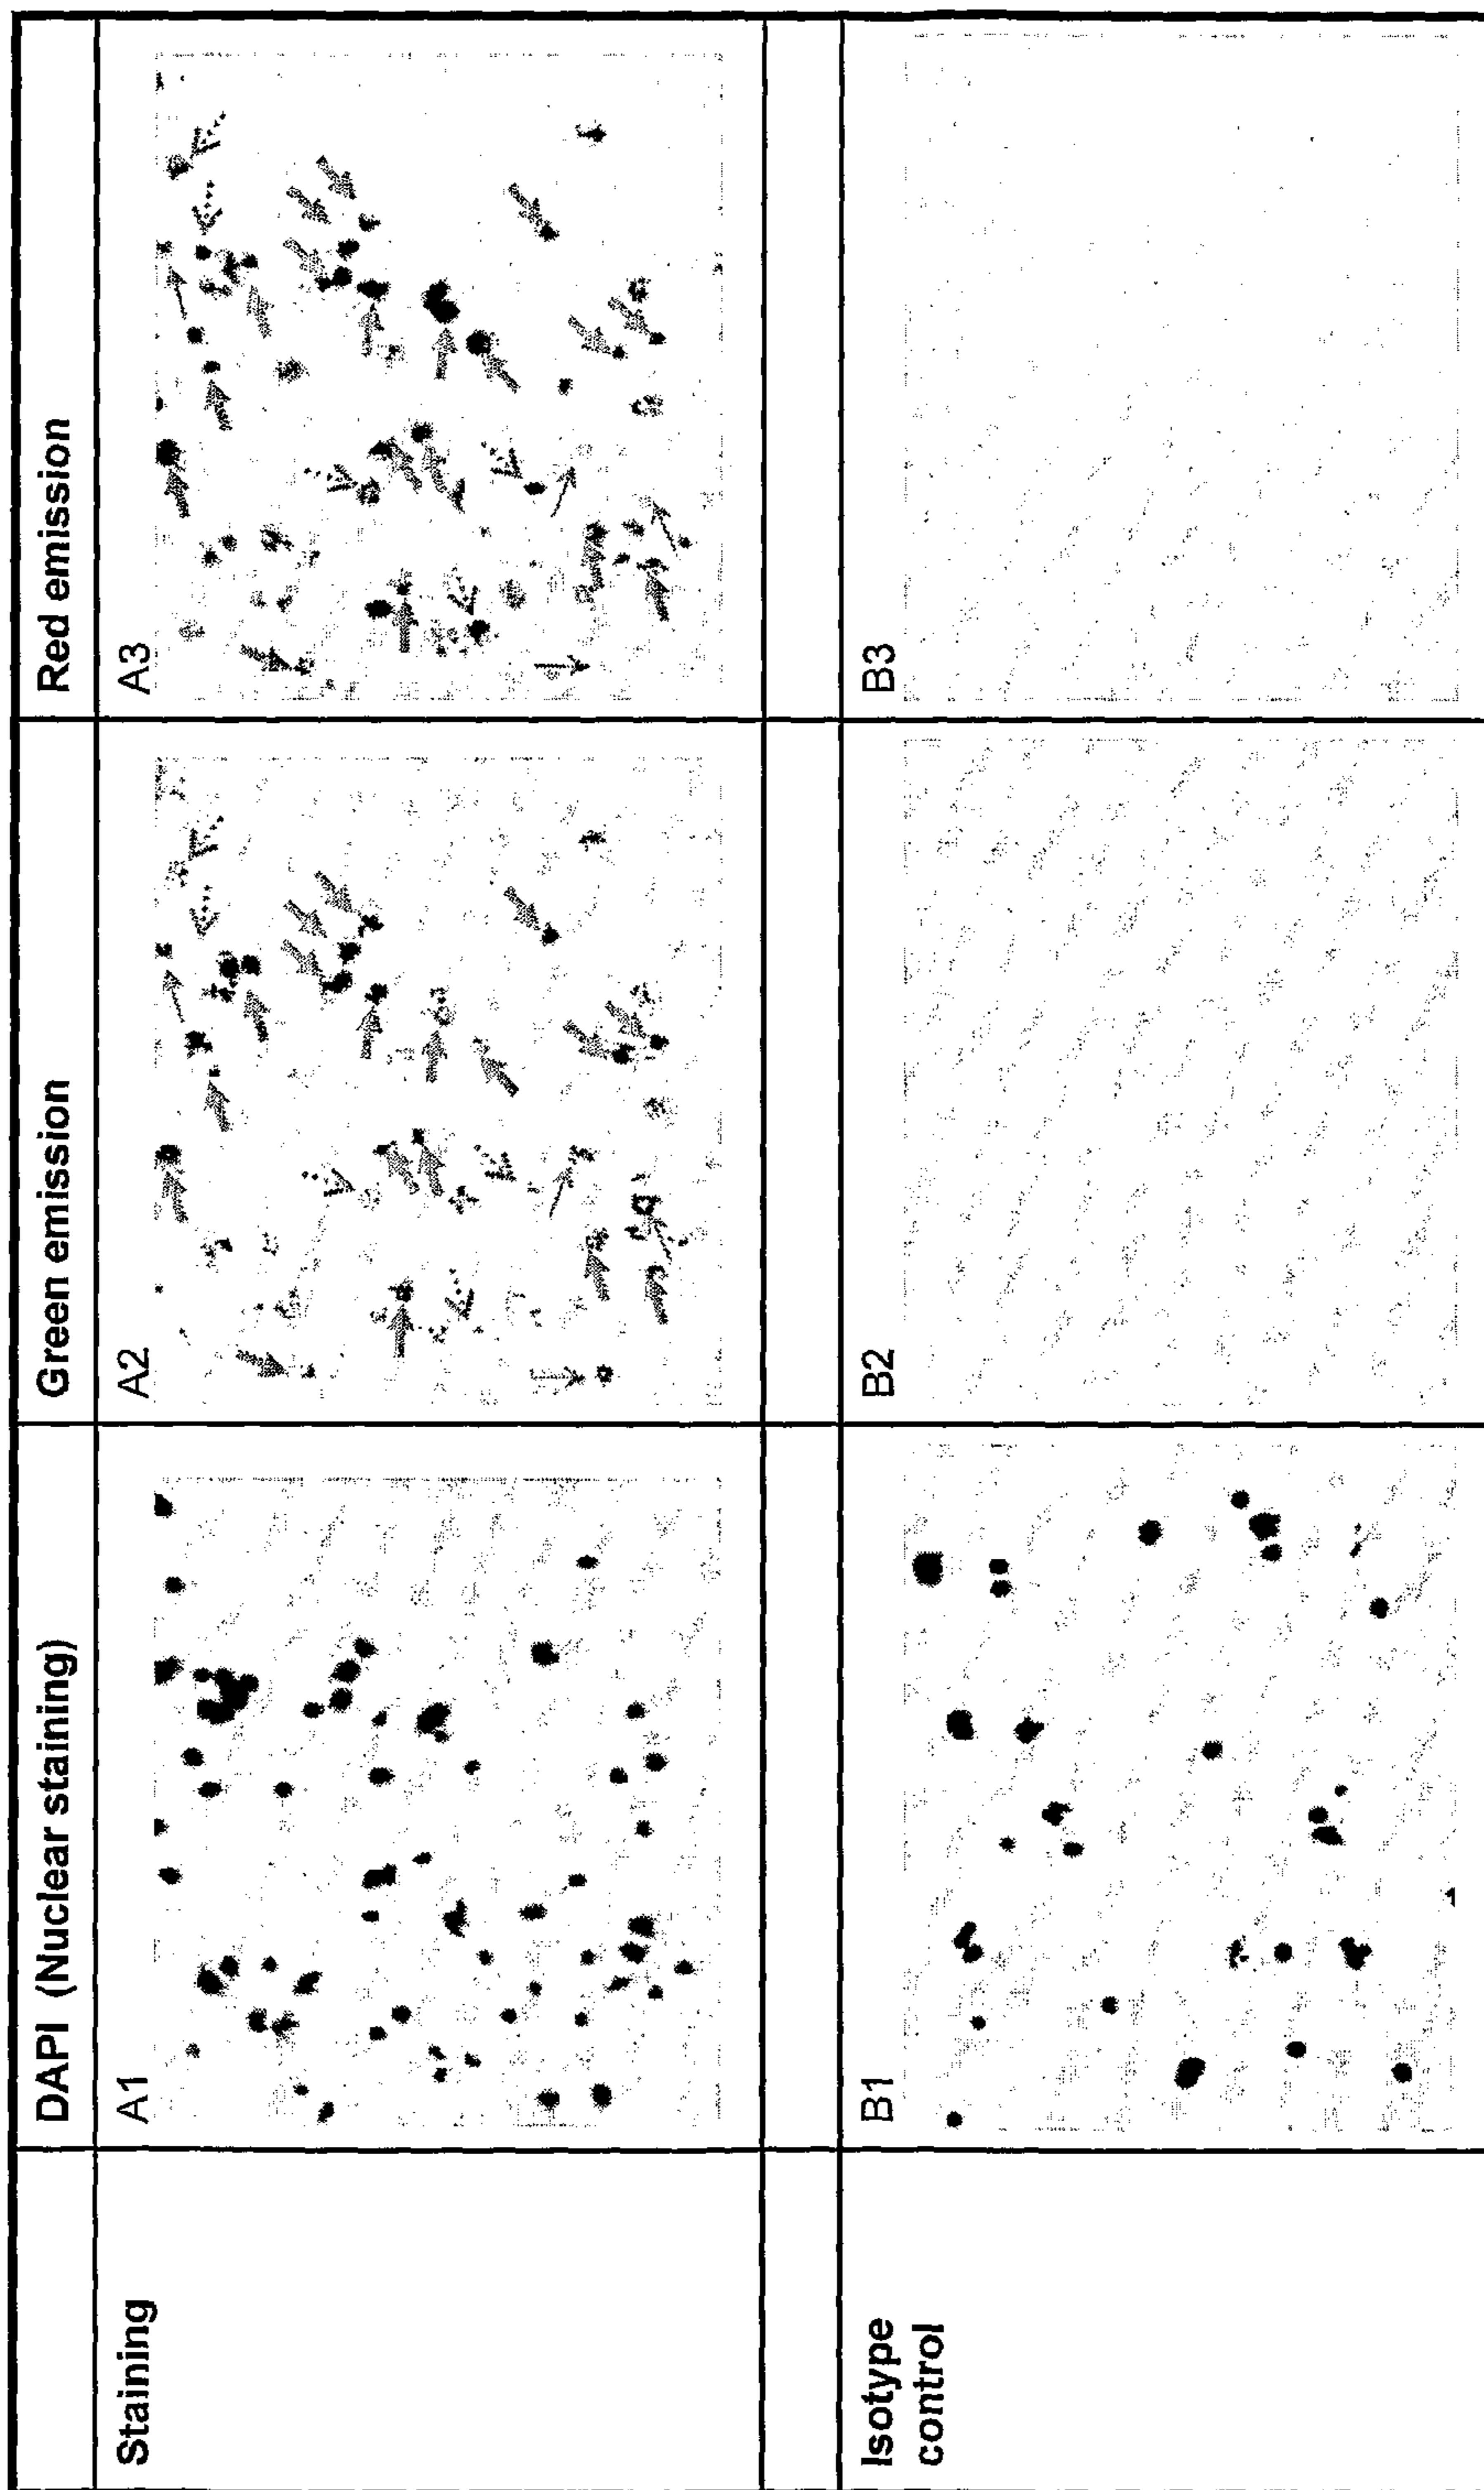 DAPI (Nuclear staining)
Green emission
Red emission
Staining
A1
A2
A3
Isotype
control
B1
B2
B3